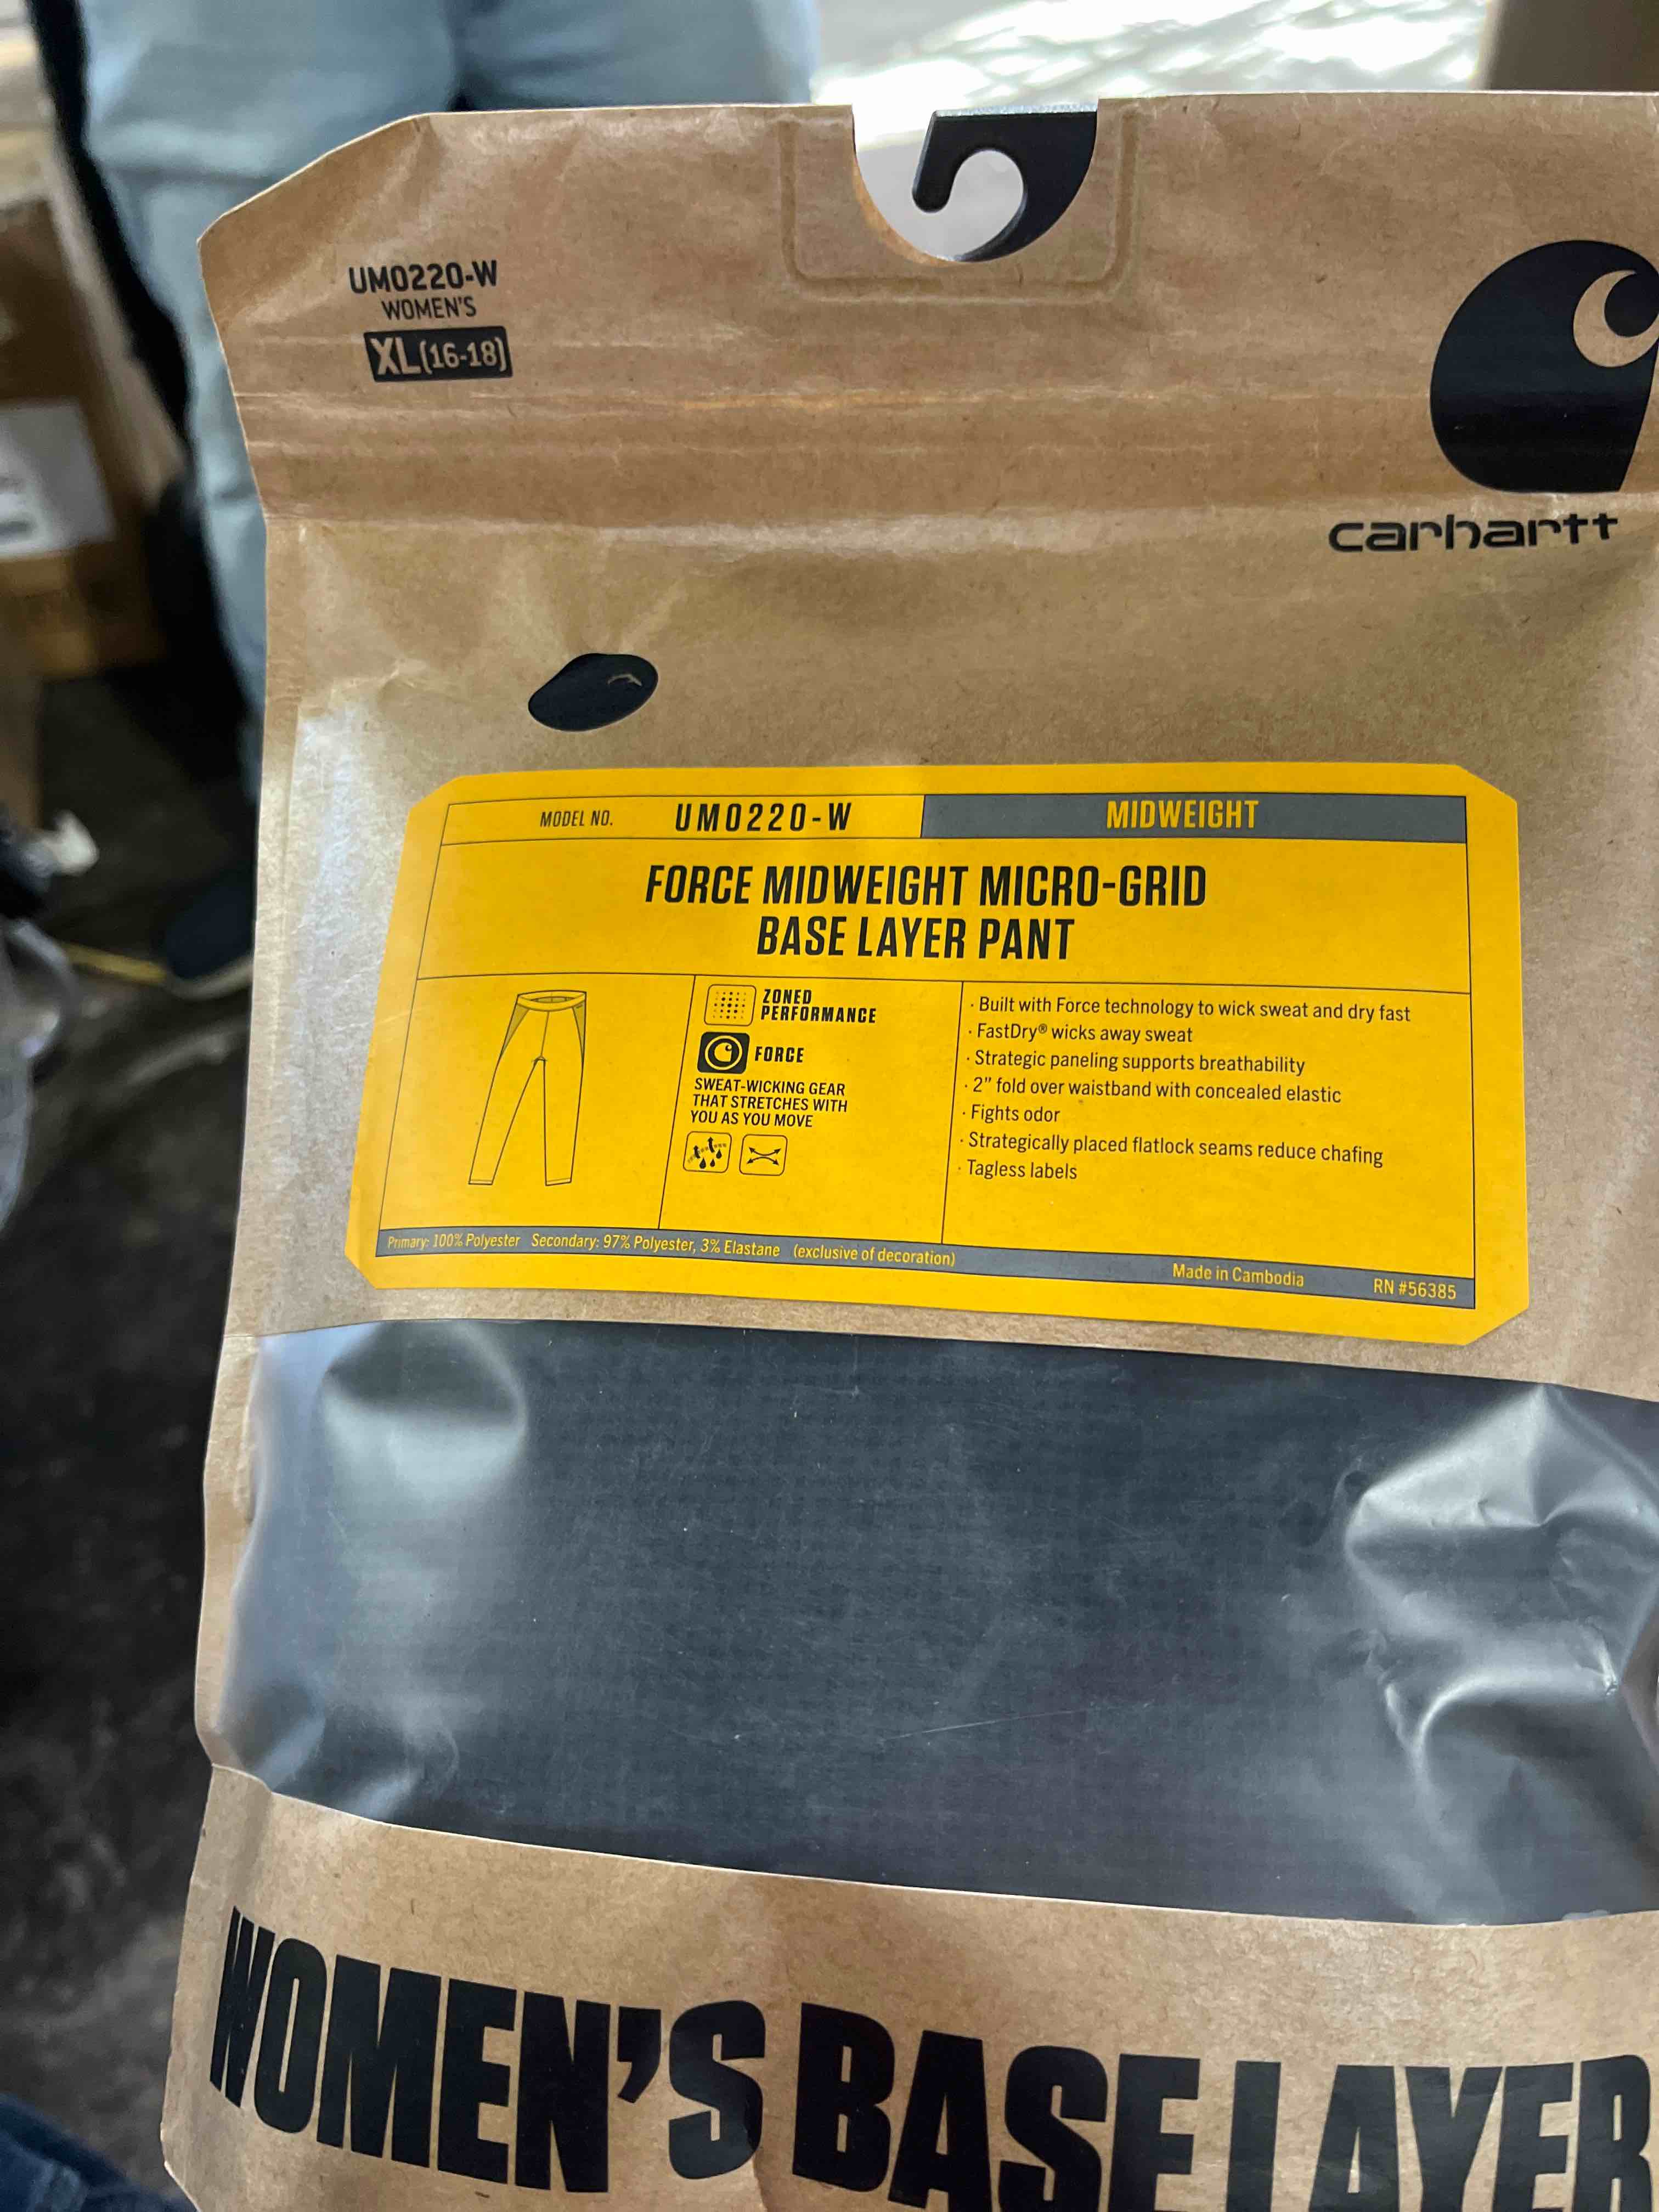 UM0220-W
WOMEN'S
XL(16-18)
carhartt
MODEL NO. UM0220-W MIDWEIGHT
FORCE MIDWEIGHT MICRO-GRID
BASE LAYER PANT
ZONED
PERFORMANCE
FORCE
SWEAT-WICKING GEAR
THAT STRETCHES WITH
YOU AS YOU MOVE
· Built with Force technology to wick sweat and dry fast
· FastDry® wicks away sweat
· Strategic paneling supports breathability
· 2" fold over waistband with concealed elastic
· Fights odor
· Strategically placed flatlock seams reduce chafing
· Tagless labels
Primary: 100% Polyester Secondary: 97% Polyester, 3% Elastane (exclusive of decoration) Made in Cambodia RN #56385
WOMEN'S BASE LAYER